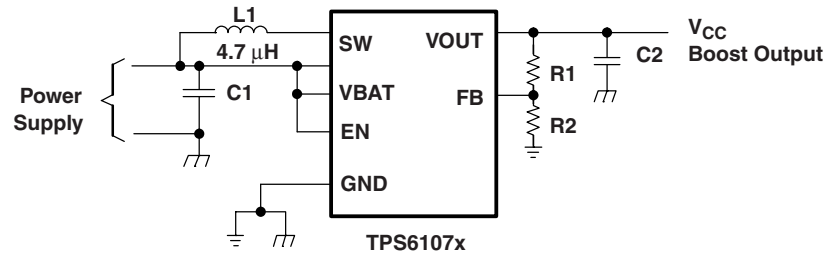 L1
4.7 μH
SW
VOUT
VCC
Boost Output
R1
C2
Power
Supply
C1
VBAT
FB
EN
R2
GND
TPS6107x